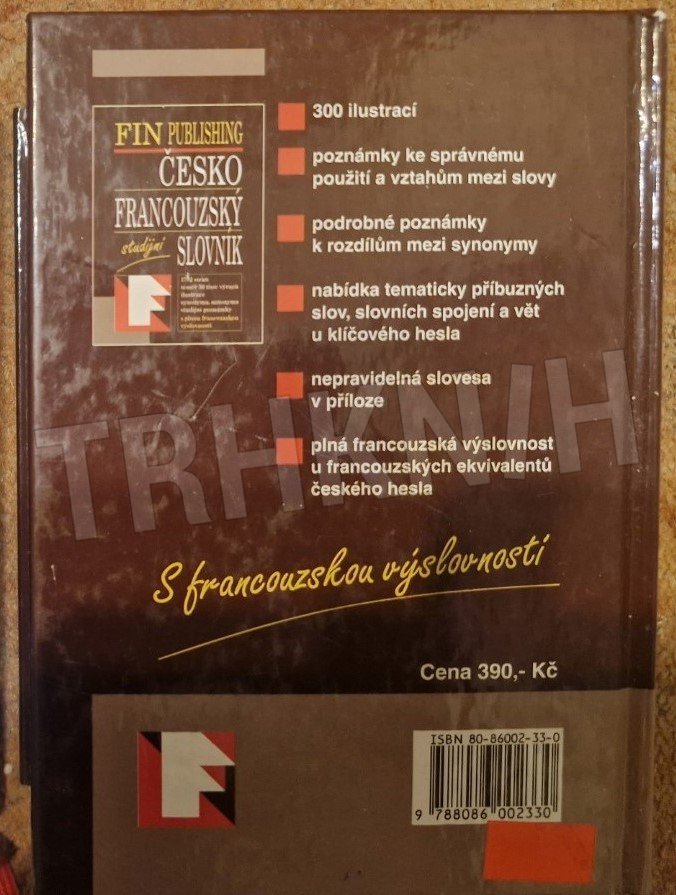 FIN PUBLISHING
ČESKO
FRANCOUZSKÝ
studijní
SLOVNÍK
300 ilustrací
poznámky ke správnému
použití a vztahům mezi slovy
podrobné poznámky
k rozdílům mezi synonymy
nabídka tematicky příbuzných
slov, slovních spojení a vět
u klíčového hesla
nepravidelná slovesa
v příloze
plná francouzská výslovnost
u francouzských ekvivalentů
českého hesla
TRHKNIH
S francouzskou výslovností
Cena 390,- Kč
ISBN 80-86002-33-0
9 788086 002330